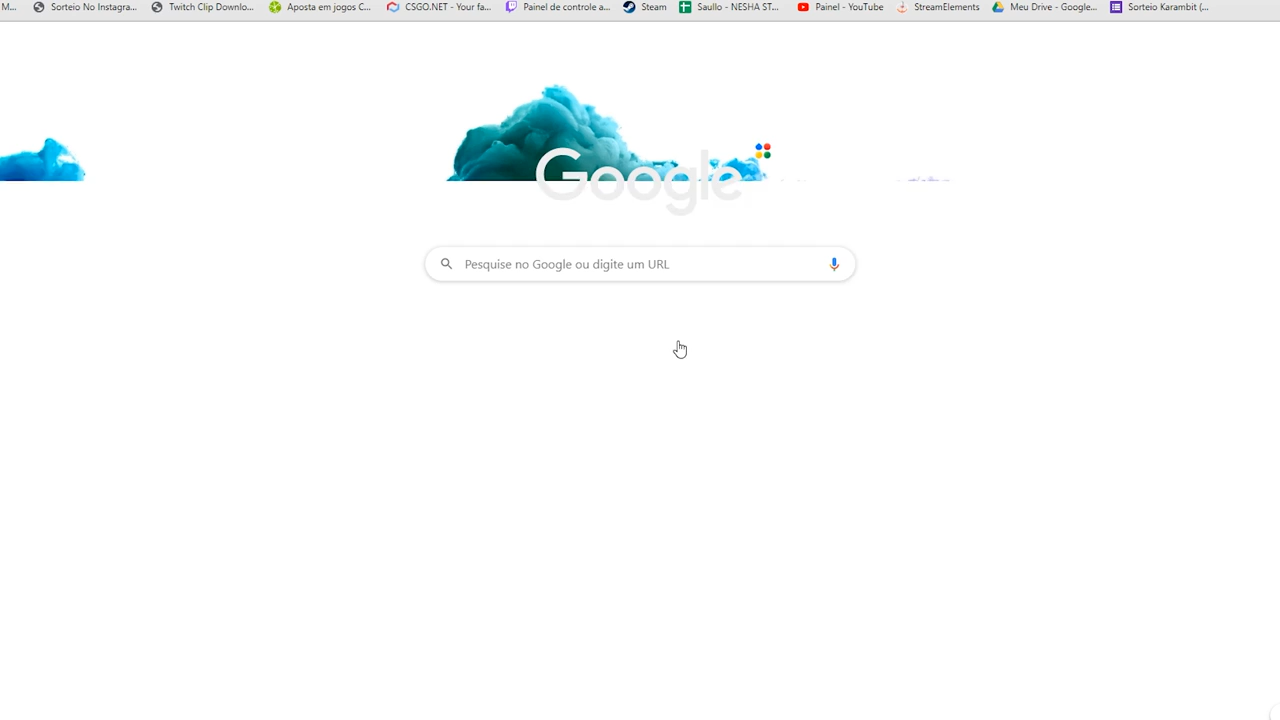 M... Sorteio No Instagra... Twitch Clip Downlo... Aposta em jogos C... CSGO.NET - Your fa... Painel de controle a... Steam Saullo - NESHA ST... Painel - YouTube StreamElements Meu Drive - Google... Sorteio Karambit (...
Google
Pesquise no Google ou digite um URL